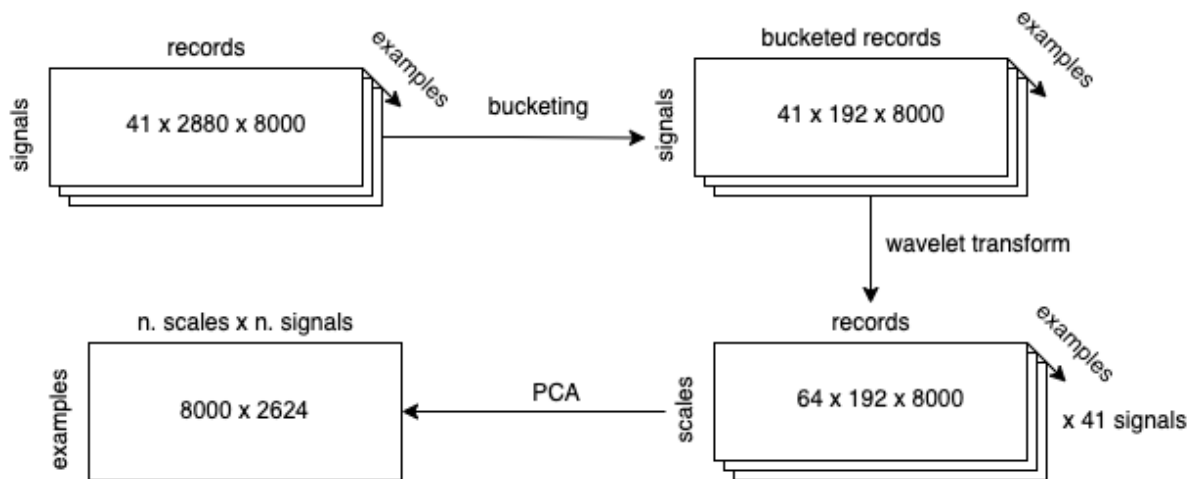 records
examples
signals
41 x 2880 x 8000
bucketing
bucketed records
examples
signals
41 x 192 x 8000
wavelet transform
n. scales x n. signals
examples
8000 x 2624
PCA
records
examples
scales
64 x 192 x 8000
x 41 signals